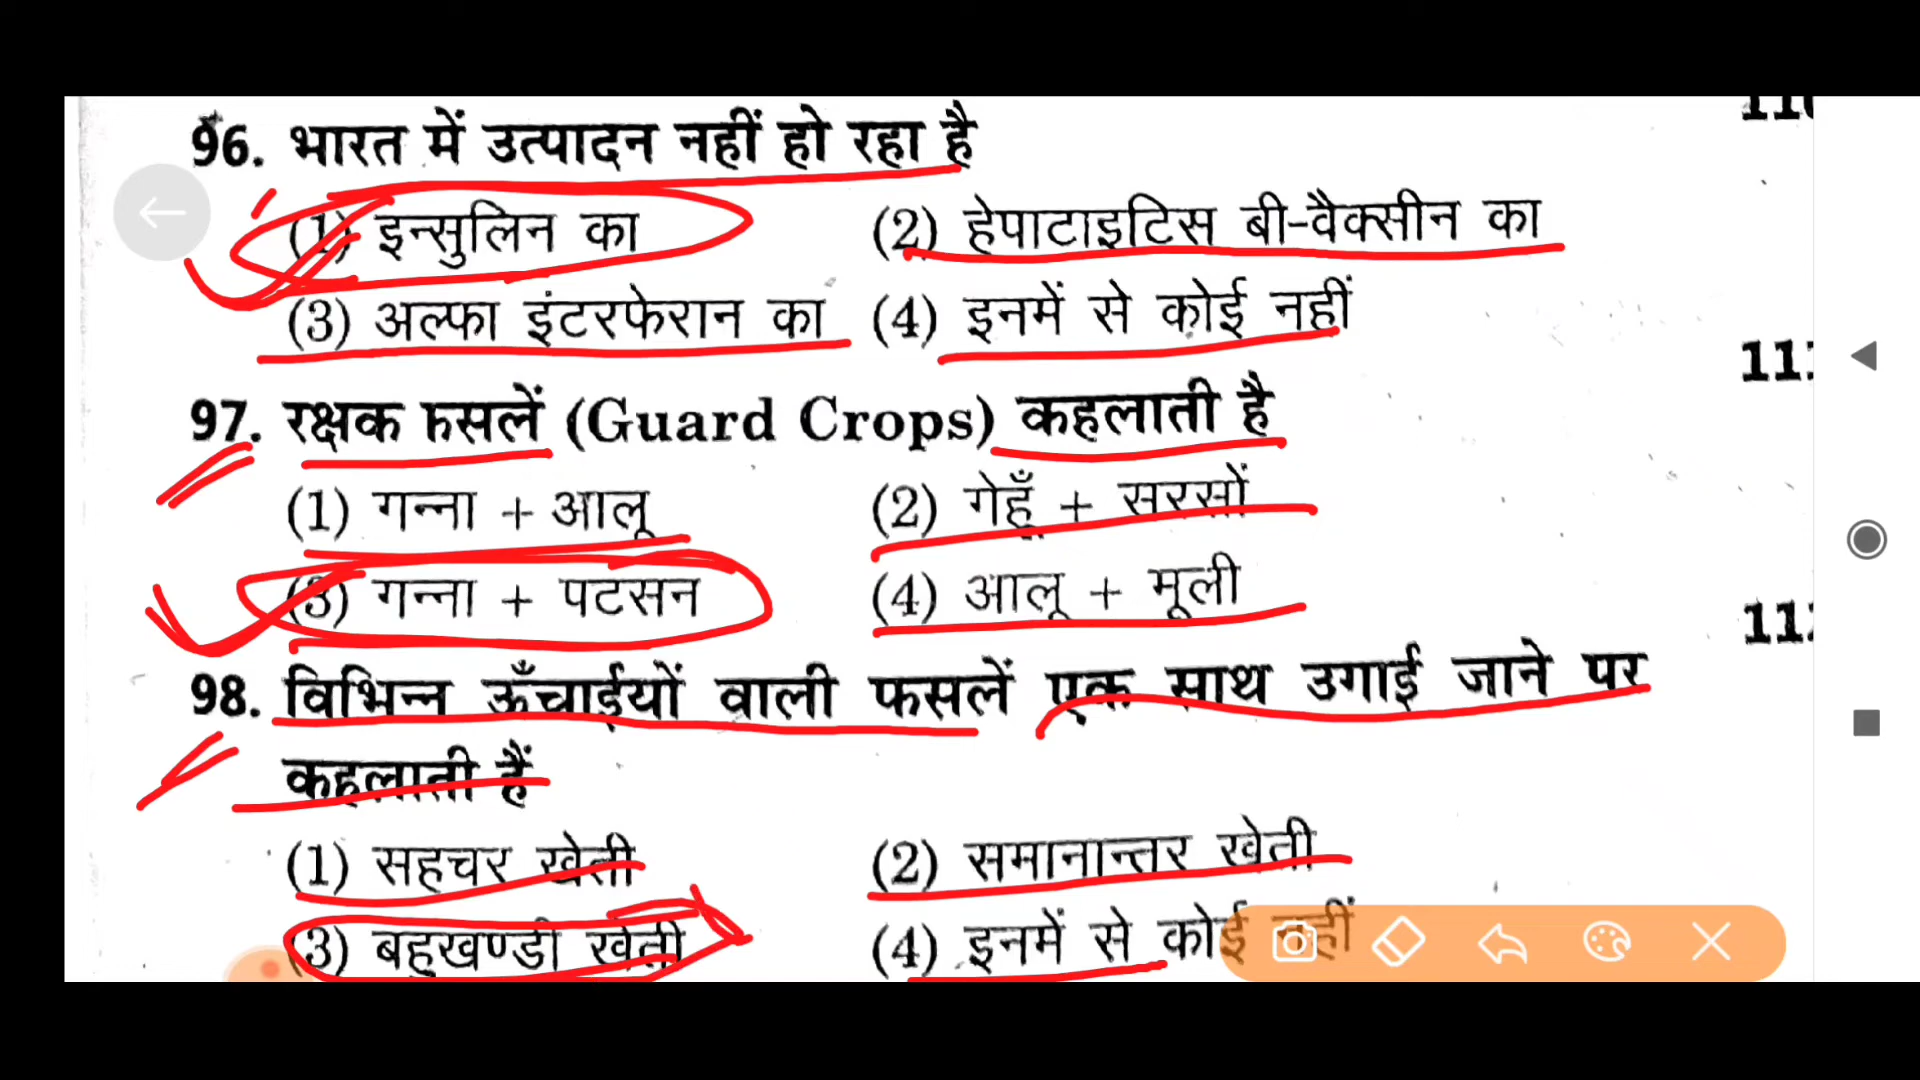 96. भारत में उत्पादन नहीं हो रहा है
(1) इन्सुलिन का (2) हेपाटाइटिस बी-वैक्सीन का
(3) अल्फा इंटरफेरान का (4) इनमें से कोई नहीं
97. रक्षक फसलें (Guard Crops) कहलाती है
(1) गन्ना + आलू (2) गेहूँ + सरसों
(3) गन्ना + पटसन (4) आलू + मूली
98. विभिन्न ऊँचाईयों वाली फसलें एक साथ उगाई जाने पर
कहलाती हैं
(1) सहचर खेती (2) समानान्तर खेती
(3) बहुखण्डी खेती (4) इनमें से कोई नहीं